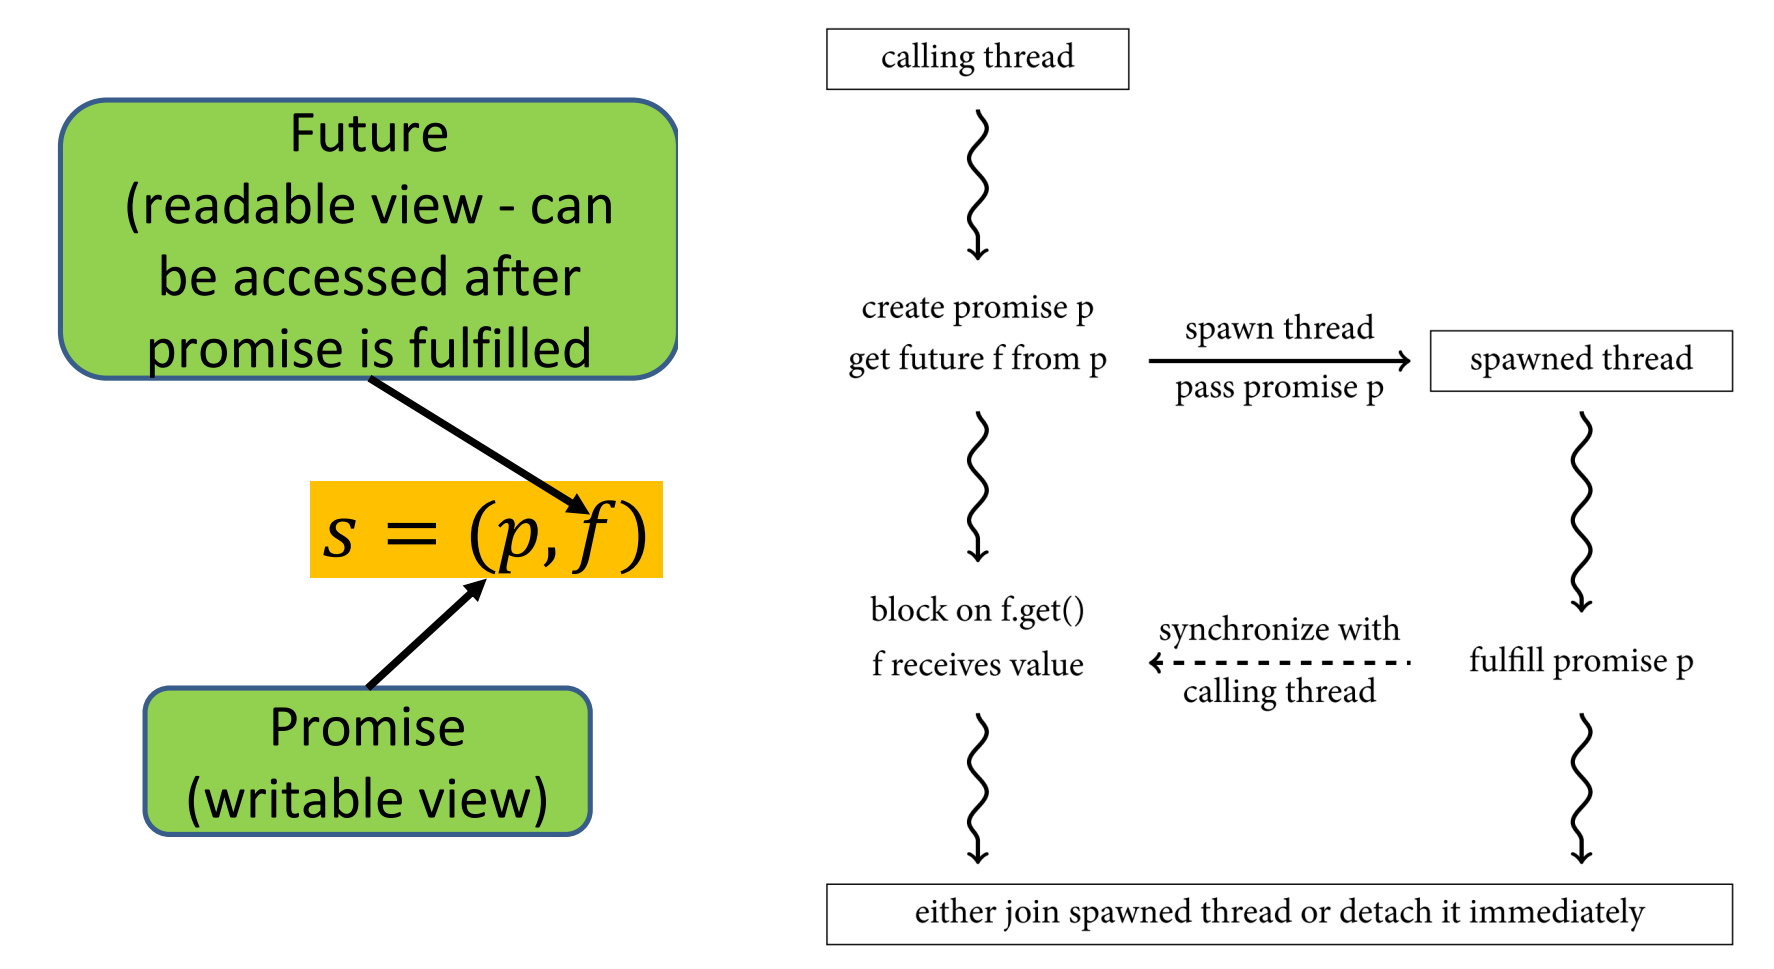 Future
(readable view - can
be accessed after
promise is fulfilled
s = (p, f)
Promise
(writable view)
calling thread
create promise p
get future f from p
spawn thread
pass promise p
spawned thread
block on f.get()
f receives value
synchronize with
calling thread
fulfill promise p
either join spawned thread or detach it immediately